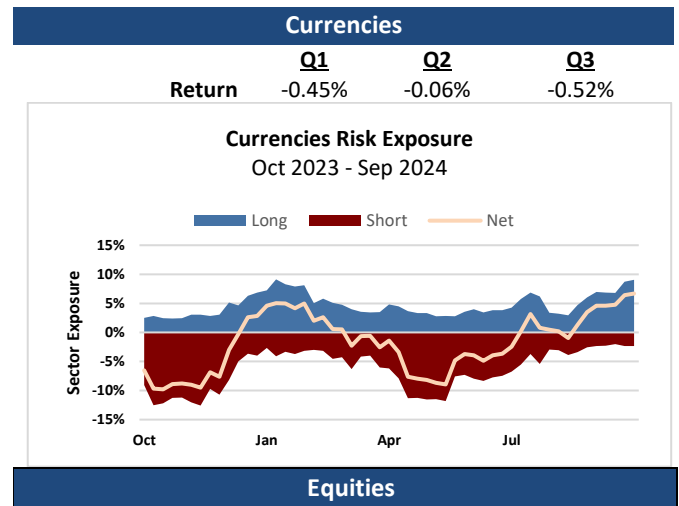 Currencies
Q1 Q2 Q3
Return -0.45% -0.06% -0.52%
Currencies Risk Exposure
Oct 2023 - Sep 2024
Long Short Net
15%
10%
5%
0%
-5%
-10%
-15%
Sector Exposure
Oct Jan Apr Jul
Equities